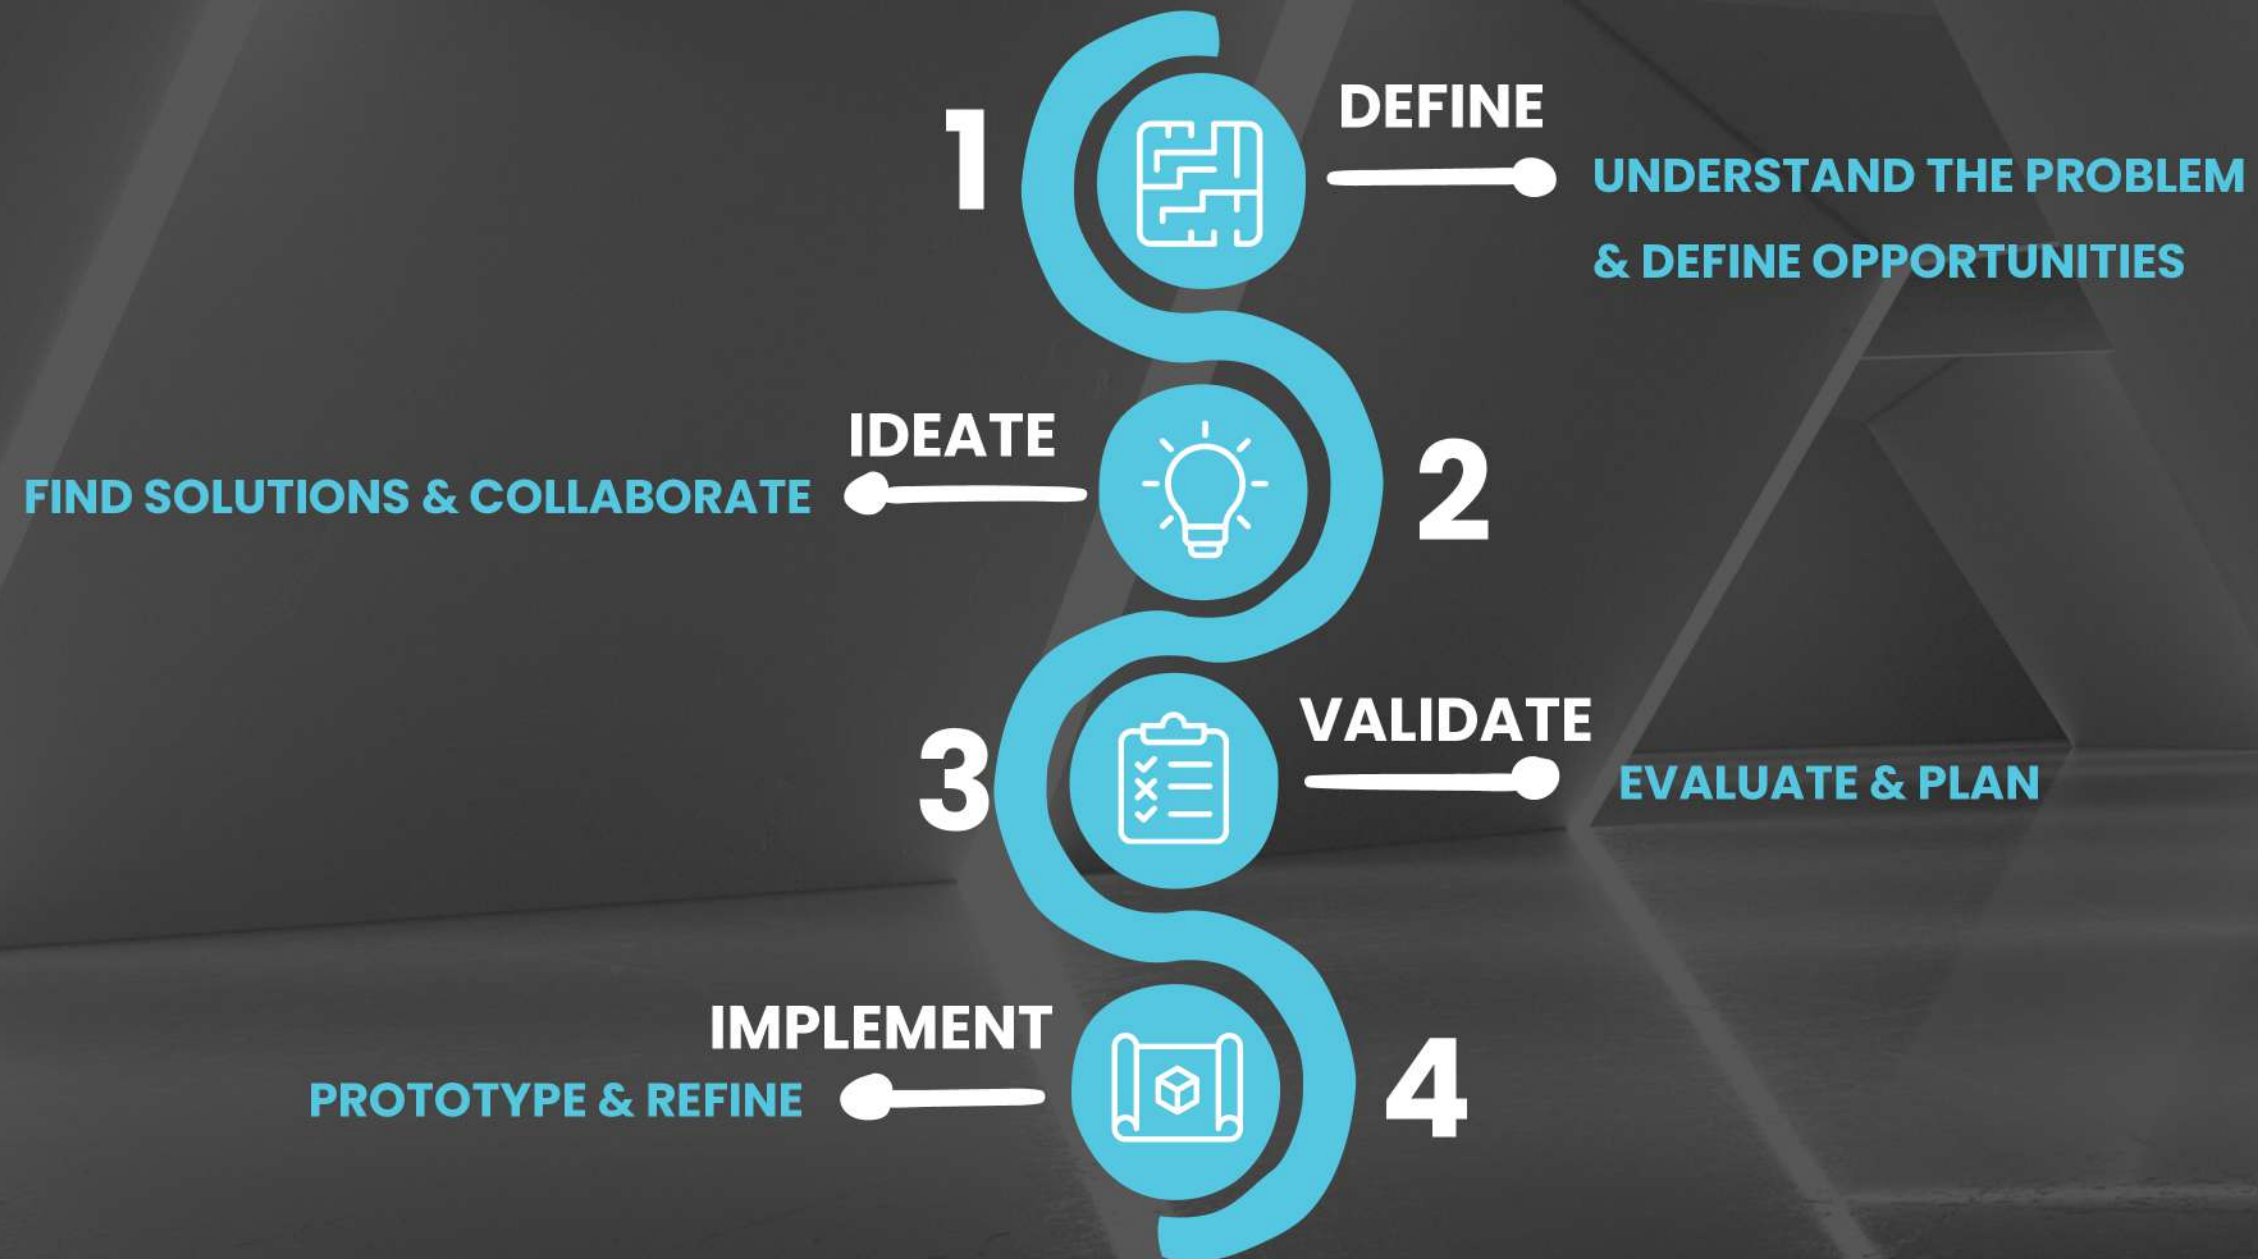 1
DEFINE
UNDERSTAND THE PROBLEM
& DEFINE OPPORTUNITIES
IDEATE
FIND SOLUTIONS & COLLABORATE
2
3
VALIDATE
EVALUATE & PLAN
IMPLEMENT
PROTOTYPE & REFINE
4